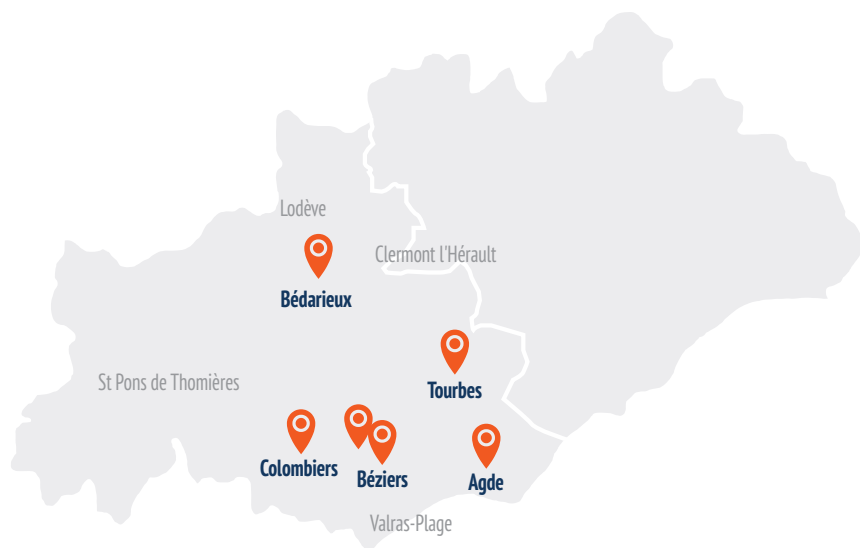 Lodève
Clermont l'Hérault
Bédarieux
St Pons de Thomières
Tourbes
Colombiers
Béziers
Agde
Valras-Plage